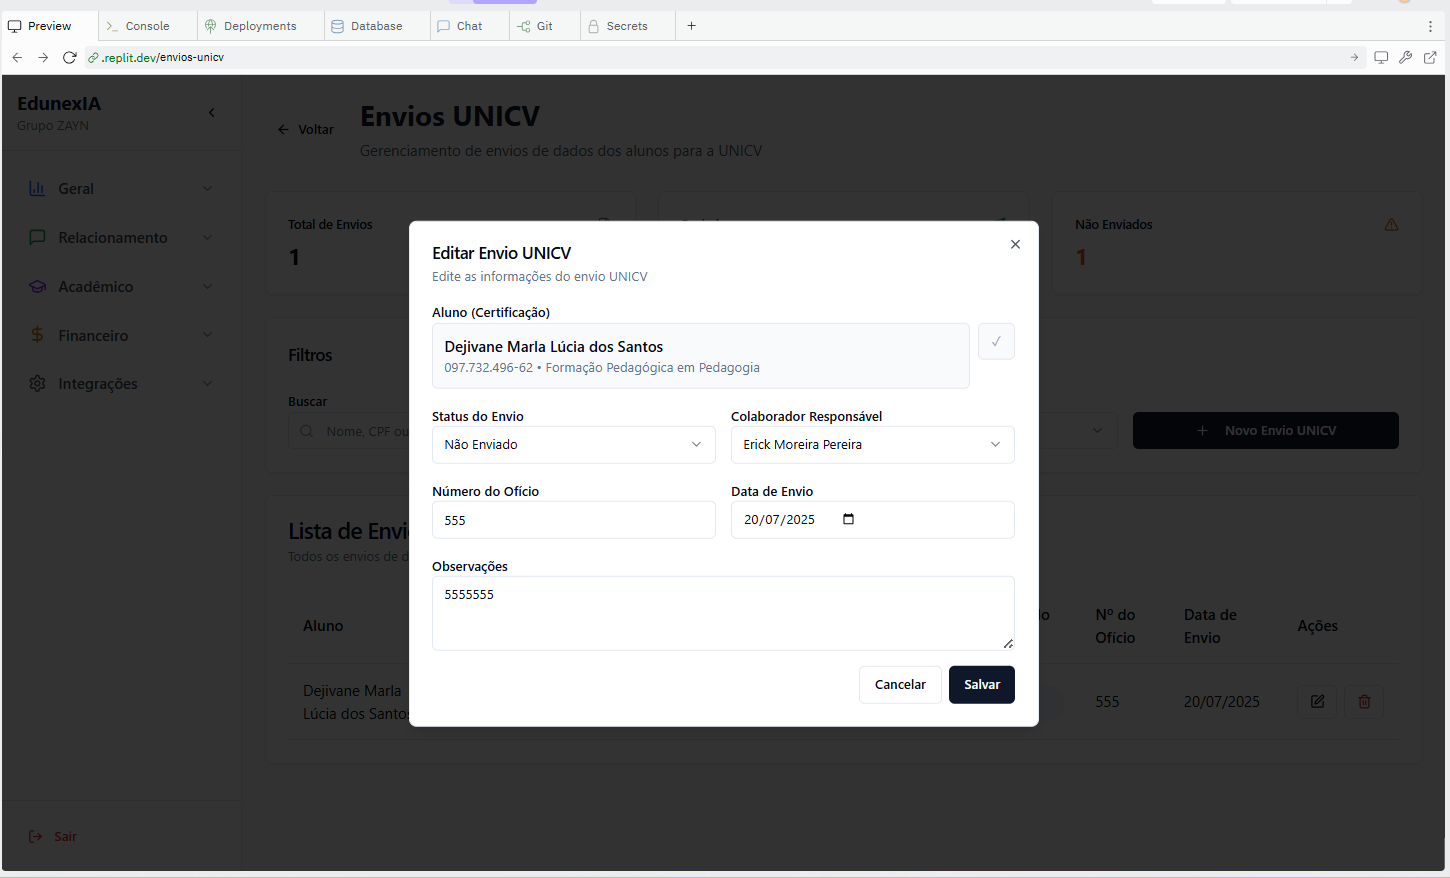 Preview
Console
Deployments
Database
Chat
Git
Secrets
.replit.dev/envios-unicv
EdunexIA
Grupo ZAYN
Geral
Relacionamento
Acadêmico
Financeiro
Integrações
Sair
Voltar
Envios UNICV
Gerenciamento de envios de dados dos alunos para a UNICV
Total de Envios
1
Não Enviados
1
Filtros
Buscar
Nome, CPF ou
Novo Envio UNICV
Lista de Envi
Todos os envios de d
Aluno
Nº do
Ofício
Data de
Envio
Ações
Dejivane Marla
Lúcia dos Santos
555
20/07/2025
Editar Envio UNICV
Edite as informações do envio UNICV
Aluno (Certificação)
Dejivane Marla Lúcia dos Santos
097.732.496-62 • Formação Pedagógica em Pedagogia
Status do Envio
Não Enviado
Colaborador Responsável
Erick Moreira Pereira
Número do Ofício
555
Data de Envio
20/07/2025
Observações
5555555
Cancelar
Salvar